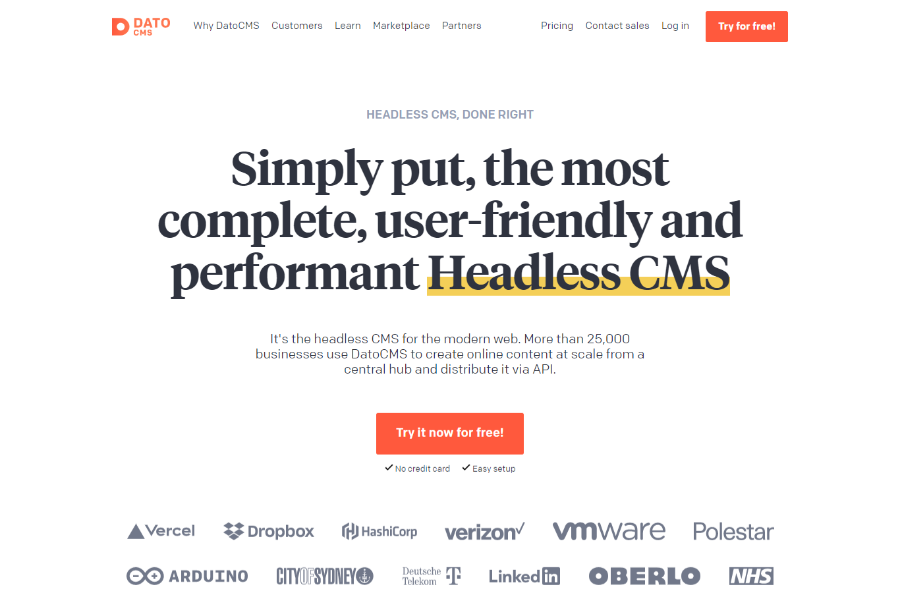 DATO
CMS
Why DatoCMS Customers Learn Marketplace Partners Pricing Contact sales Log in Try for free!
HEADLESS CMS, DONE RIGHT
Simply put, the most
complete, user-friendly and
performant Headless CMS
It's the headless CMS for the modern web. More than 25,000
businesses use DatoCMS to create online content at scale from a
central hub and distribute it via API.
Try it now for free!
No credit card Easy setup
Vercel Dropbox HashiCorp verizon vmware Polestar
ARDUINO CITY OF SYDNEY Deutsche Telekom T LinkedIn OBERLO NHS